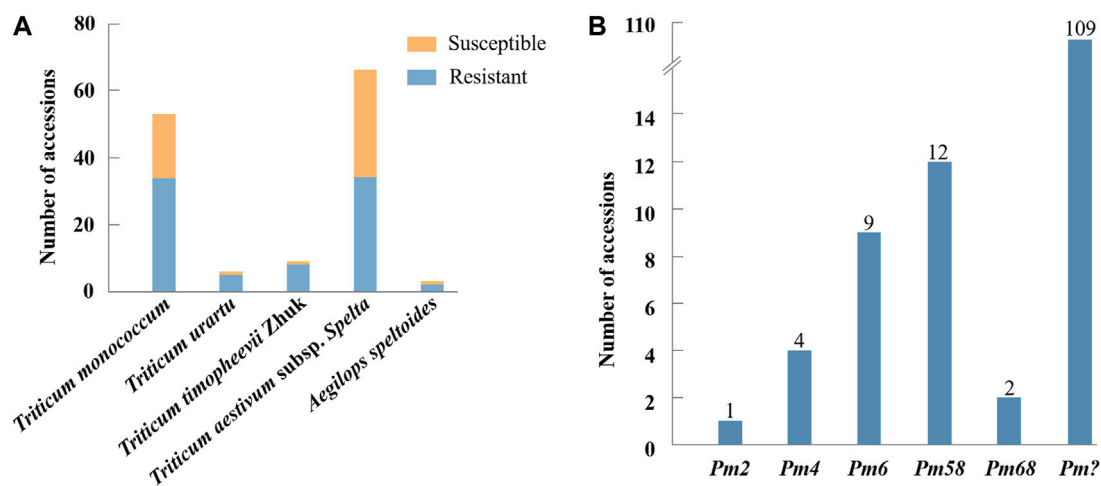 A
Number of accessions
80
60
40
20
0
Susceptible
Resistant
Triticum monococcum
Triticum urartu
Triticum timopheevii Zhuk
Triticum aestivum subsp. Spelta
Aegilops speltoides
B
Number of accessions
110
14
12
10
8
6
4
2
0
1
4
9
12
2
109
Pm2 Pm4 Pm6 Pm58 Pm68 Pm?